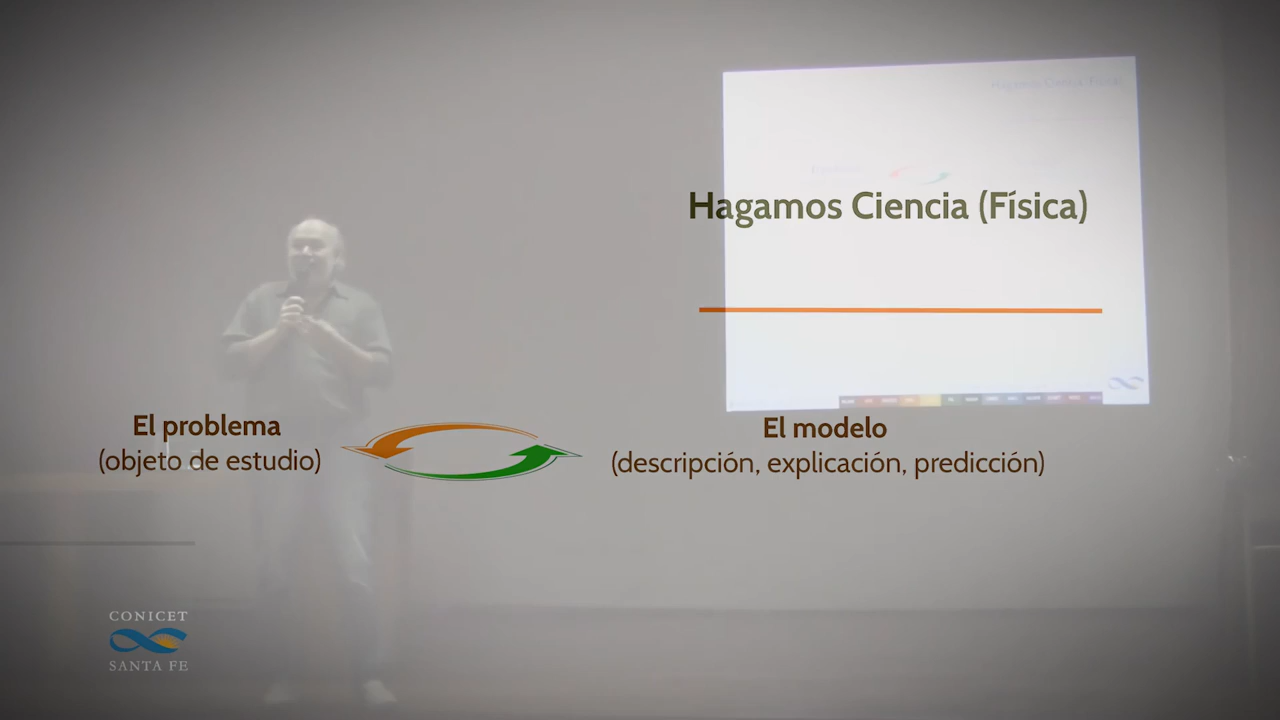 Hagamos Ciencia (Física)
El problema
(objeto de estudio)
El modelo
(descripción, explicación, predicción)
CONICET
SANTA FE